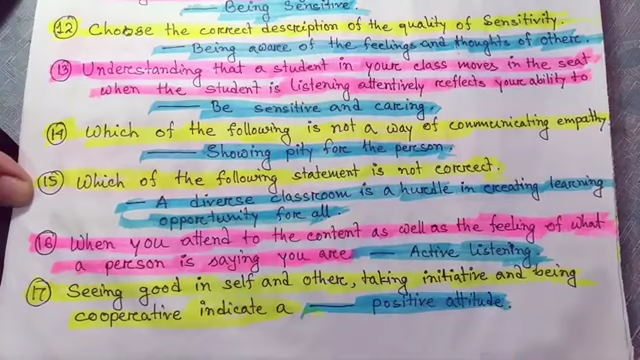 — Being Sensitive.
12 Choose the correct description of the quality of Sensitivity.
— Being aware of the feelings and thoughts of others.
13 Understanding that a student in your class moves in the seat
when the student is listening attentively reflects your ability to
— Be sensitive and caring.
14 Which of the following is not a way of communicating empathy
— Showing pity for the person.
15 Which of the following statement is not correct.
— A diverse classroom is a hurdle in creating learning
opportunity for all.
16 When you attend to the content as well as the feeling of what
a person is saying you are — Active listening.
17 Seeing good in self and other, taking initiative and being
cooperative indicate a — positive attitude.